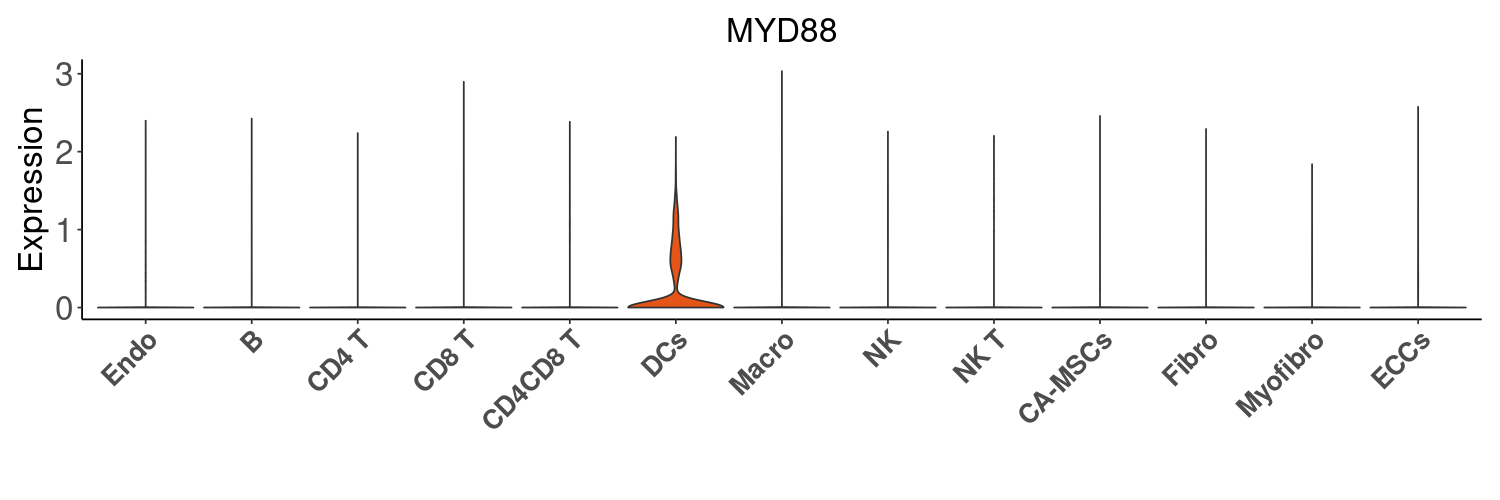 MYD88
Expression
3
2
1
0
Endo
B
CD4 T
CD8 T
CD4CD8 T
DCs
Macro
NK
NK T
CA-MSCs
Fibro
Myofibro
ECCs